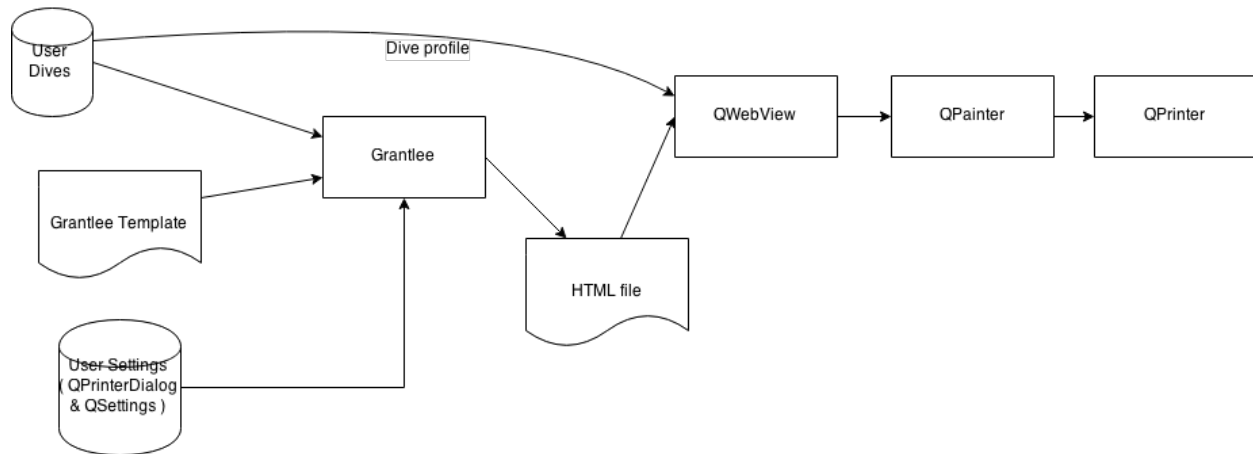 User
Dives
Dive profile
QWebView
QPainter
QPrinter
Grantlee
Grantlee Template
HTML file
User Settings
( QPrinterDialog
& QSettings )